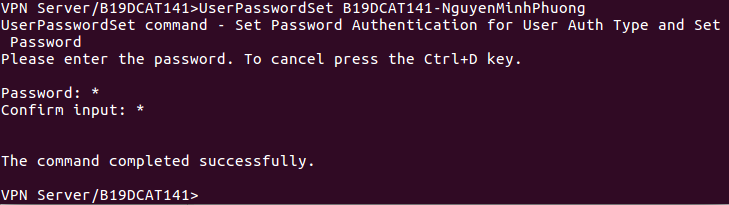 VPN Server/B19DCAT141>UserPasswordSet B19DCAT141-NguyenMinhPhuong
UserPasswordSet command - Set Password Authentication for User Auth Type and Set
 Password
Please enter the password. To cancel press the Ctrl+D key.
Password: *
Confirm input: *
The command completed successfully.
VPN Server/B19DCAT141>